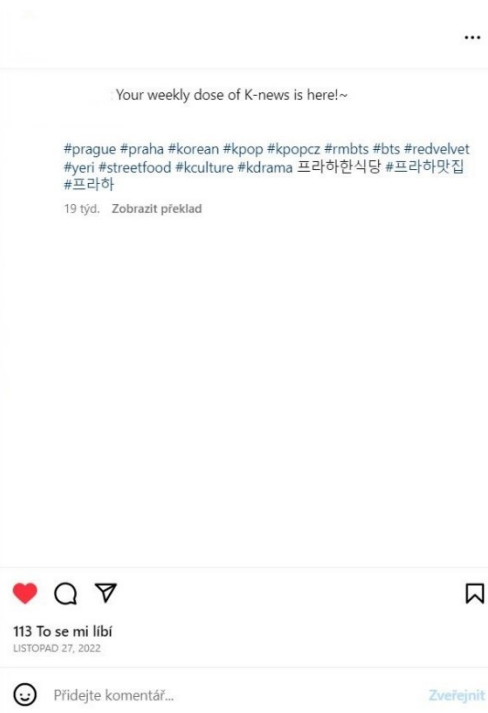 Your weekly dose of K-news is here!~
#prague #praha #korean #kpop #kpopcz #rmbts #bts #redvelvet
#yeri #streetfood #kculture #kdrama 프라하한식당 #프라하맛집
#프라하
19 týd. Zobrazit překlad
113 To se mi líbí
LISTOPAD 27, 2022
Přidejte komentář... Zveřejnit